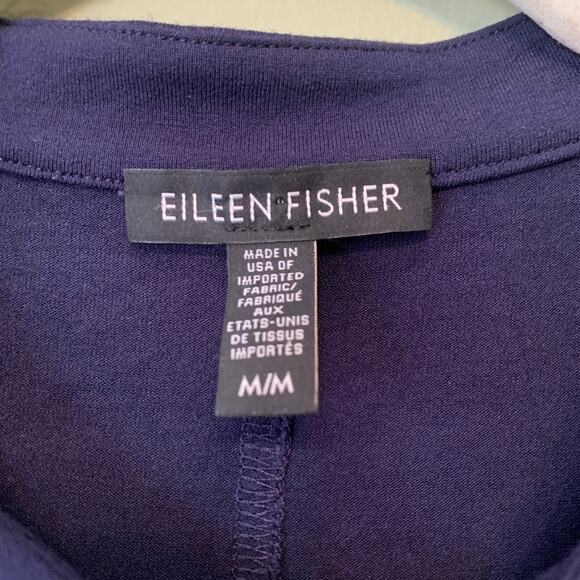 EILEEN FISHER
MADE IN
USA OF
IMPORTED
FABRIC/
FABRIQUÉ
AUX
ETATS-UNIS
DE TISSUS
IMPORTÉS
M/M